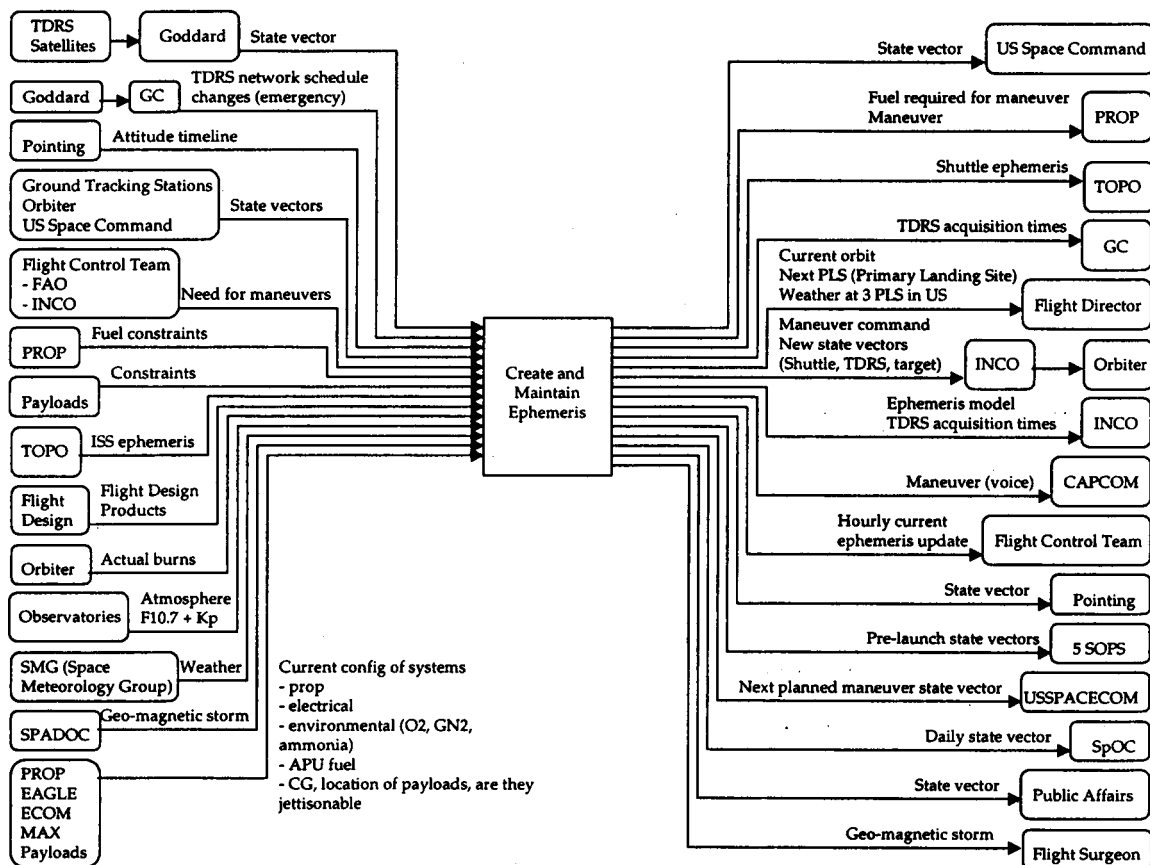 TDRS
Satellites
Goddard
State vector
Goddard
GC
TDRS network schedule
changes (emergency)
Pointing
Attitude timeline
Ground Tracking Stations
Orbiter
US Space Command
State vectors
Flight Control Team
- FAO
- INCO
Need for maneuvers
PROP
Fuel constraints
Payloads
Constraints
TOPO
ISS ephemeris
Flight
Design
Flight Design
Products
Orbiter
Actual burns
Observatories
Atmosphere
F10.7 + Kp
SMG (Space
Meteorology Group)
Weather
SPADOC
Geo-magnetic storm
PROP
EAGLE
ECOM
MAX
Payloads
Current config of systems
- prop
- electrical
- environmental (O2, GN2,
ammonia)
- APU fuel
- CG, location of payloads, are they
jettisonable
Create and
Maintain
Ephemeris
State vector
US Space Command
Fuel required for maneuver
Maneuver
PROP
Shuttle ephemeris
TOPO
TDRS acquisition times
GC
Current orbit
Next PLS (Primary Landing Site)
Weather at 3 PLS in US
Flight Director
Maneuver command
New state vectors
(Shuttle, TDRS, target)
INCO
Orbiter
Ephemeris model
TDRS acquisition times
INCO
Maneuver (voice)
CAPCOM
Hourly current
ephemeris update
Flight Control Team
State vector
Pointing
Pre-launch state vectors
5 SOPS
Next planned maneuver state vector
USSPACECOM
Daily state vector
SpOC
State vector
Public Affairs
Geo-magnetic storm
Flight Surgeon